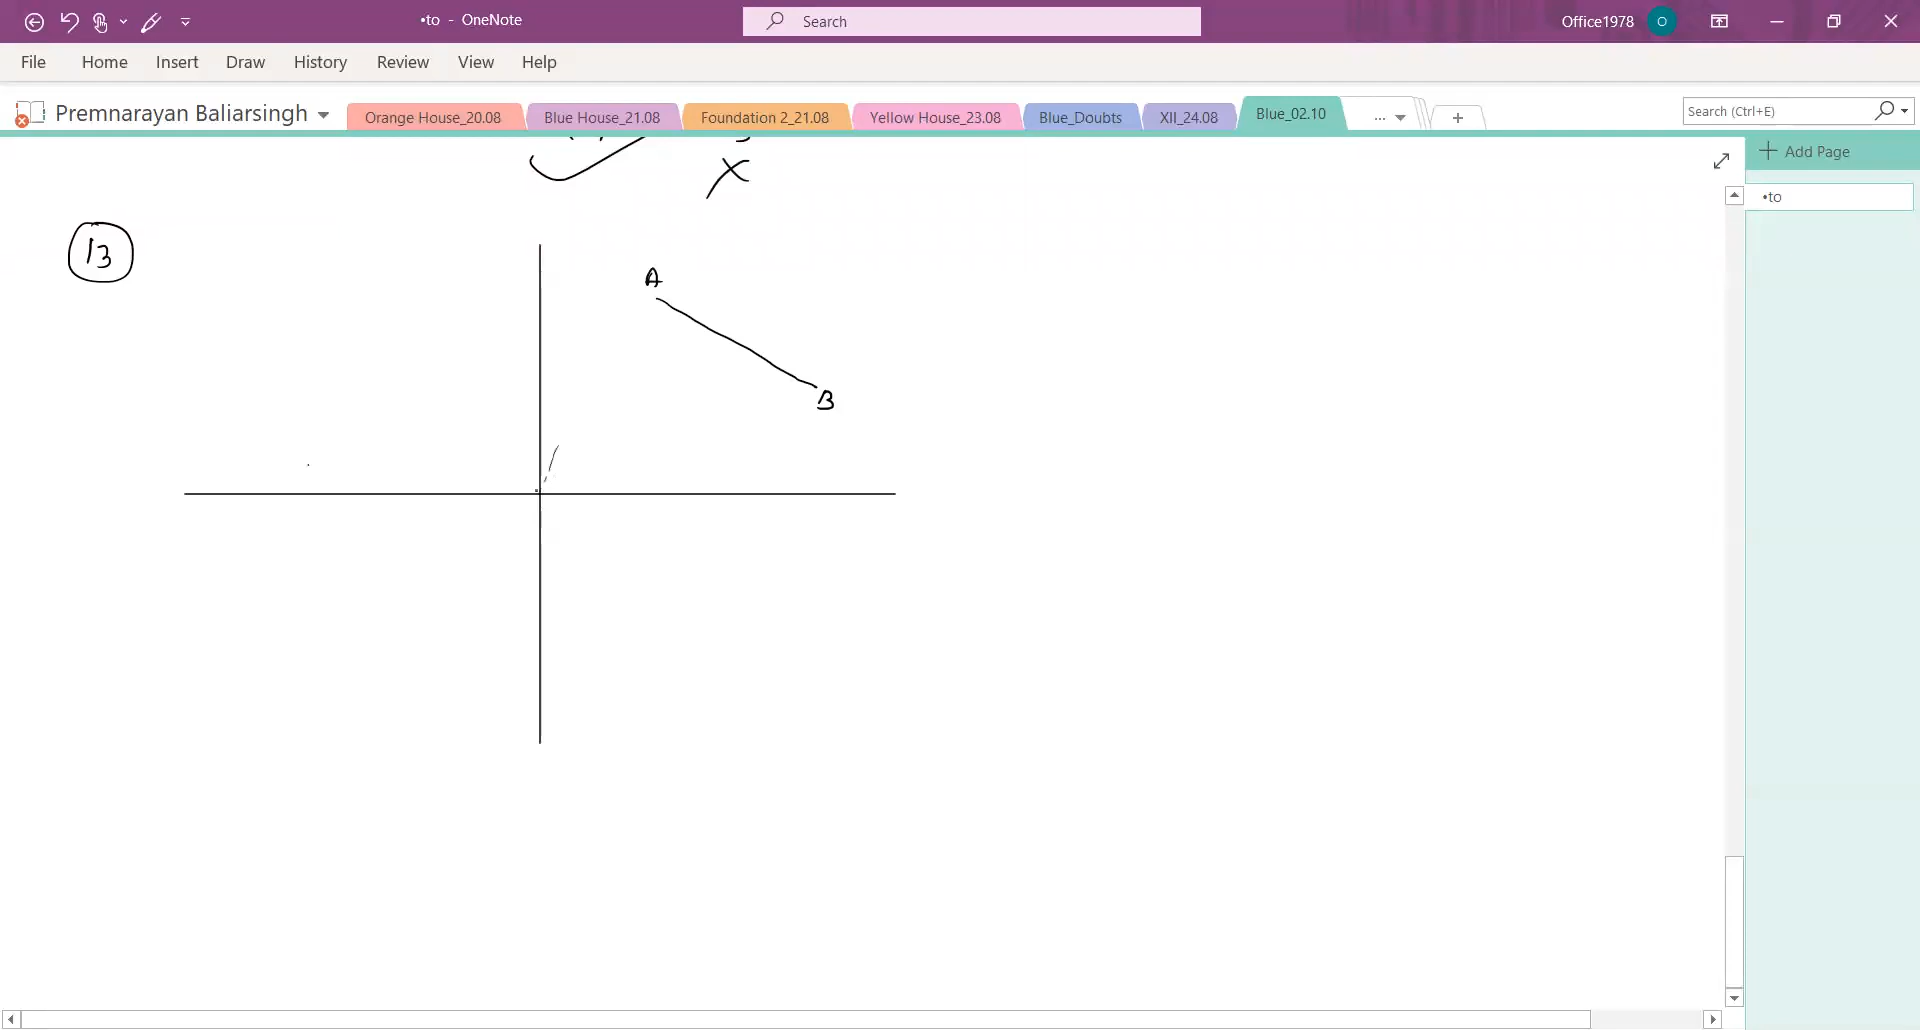 •to - OneNote
Search
Office1978
O
File Home Insert Draw History Review View Help
Premnarayan Baliarsingh
Orange House_20.08
Blue House_21.08
Foundation 2_21.08
Yellow House_23.08
Blue_Doubts
XII_24.08
Blue_02.10
...
+
Search (Ctrl+E)
Add Page
•to
X
13
A
B